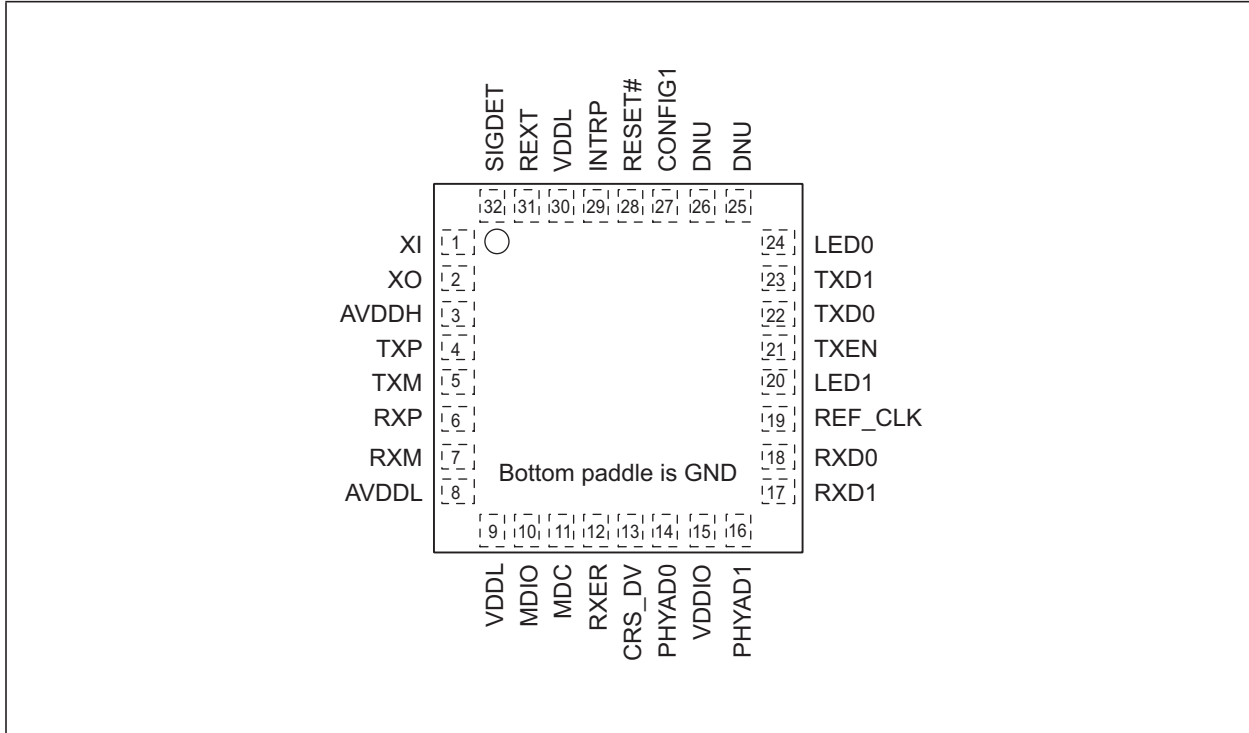 SIGDET
REXT
VDDL
INTRP
RESET#
CONFIG1
DNU
DNU
32 31 30 29 28 27 26 25
XI 1 24 LED0
XO 2 23 TXD1
AVDDH 3 22 TXD0
TXP 4 21 TXEN
TXM 5 20 LED1
RXP 6 19 REF_CLK
RXM 7 18 RXD0
Bottom paddle is GND
AVDDL 8 17 RXD1
9 10 11 12 13 14 15 16
VDDL
MDIO
MDC
RXER
CRS_DV
PHYAD0
VDDIO
PHYAD1